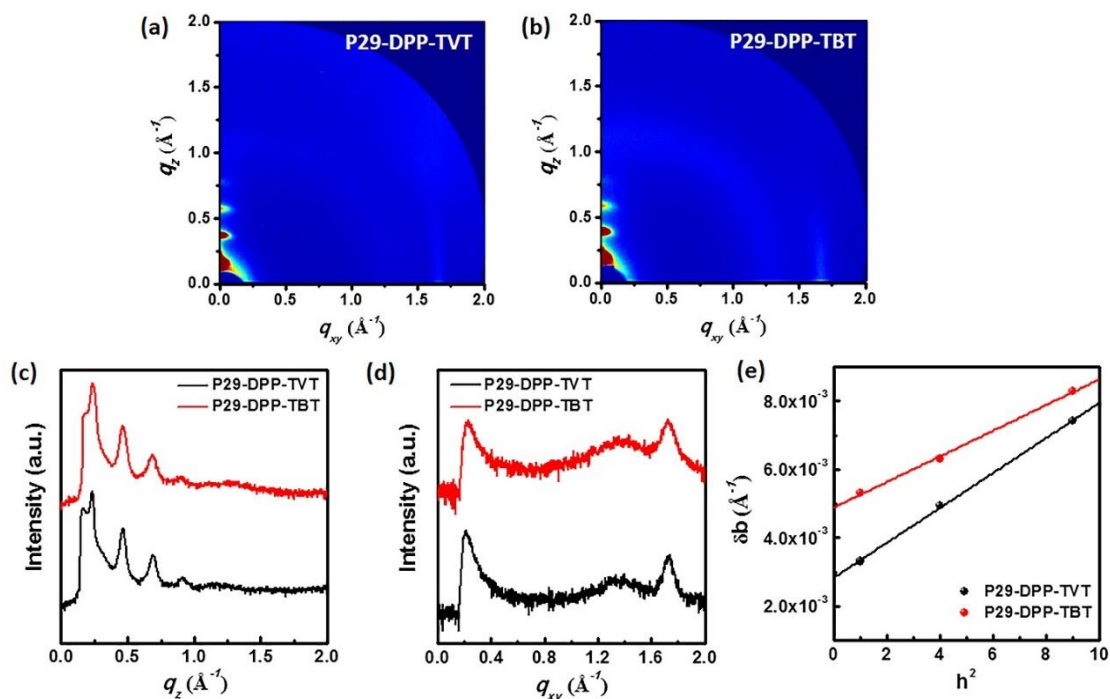 (a)
P29-DPP-TVT
2.0
1.5
1.0
0.5
0.0
q_z (Å⁻¹)
0.0 0.5 1.0 1.5 2.0
q_xy (Å⁻¹)
(b)
P29-DPP-TBT
2.0
1.5
1.0
0.5
0.0
q_z (Å⁻¹)
0.0 0.5 1.0 1.5 2.0
q_xy (Å⁻¹)
(c)
P29-DPP-TVT
P29-DPP-TBT
Intensity (a.u.)
0.0 0.5 1.0 1.5 2.0
q_z (Å⁻¹)
(d)
P29-DPP-TVT
P29-DPP-TBT
Intensity (a.u.)
0.0 0.4 0.8 1.2 1.6 2.0
q_xy (Å⁻¹)
(e)
8.0x10⁻³
6.0x10⁻³
4.0x10⁻³
2.0x10⁻³
δb (Å⁻¹)
P29-DPP-TVT
P29-DPP-TBT
0 2 4 6 8 10
h²